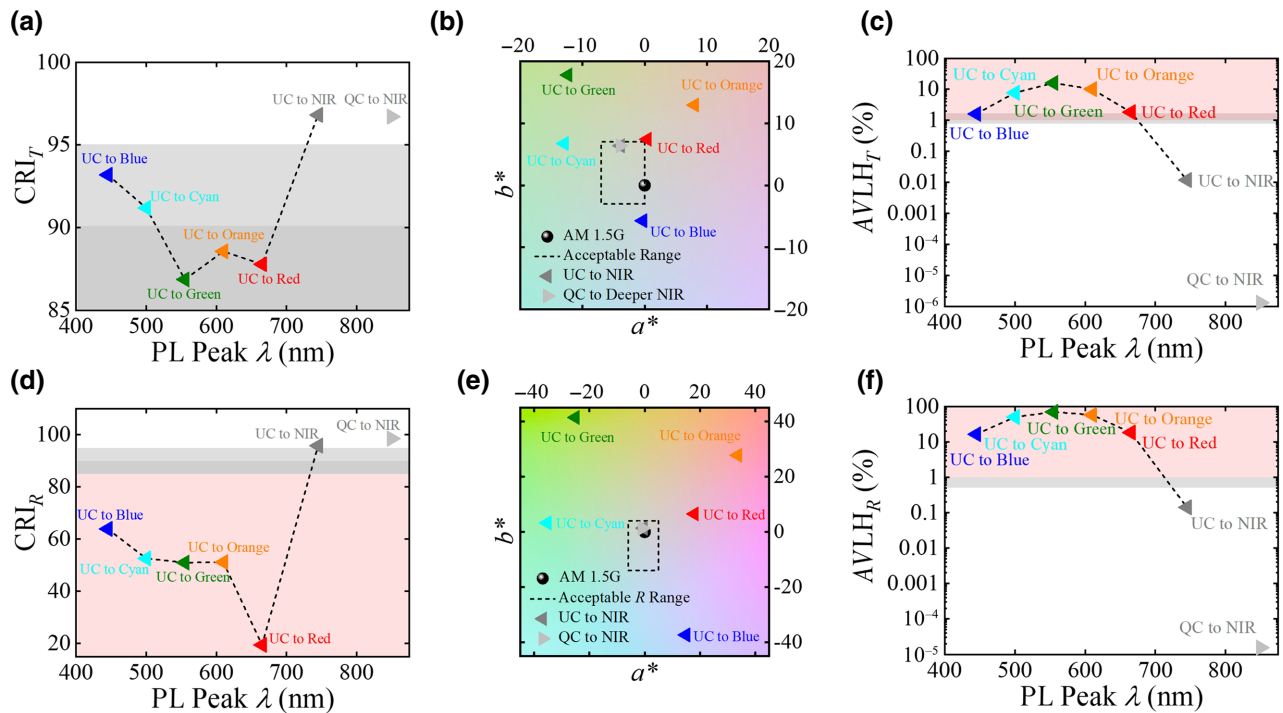 (a)
100
95
90
85
CRI_T
UC to NIR
QC to NIR
UC to Blue
UC to Cyan
UC to Orange
UC to Green
UC to Red
400 500 600 700 800
PL Peak λ (nm)
(b)
−20 −10 0 10 20
20
10
0
−10
−20
b*
UC to Green
UC to Orange
UC to Cyan
UC to Red
UC to Blue
AM 1.5G
Acceptable Range
UC to NIR
QC to Deeper NIR
a*
(c)
100
10
1
0.1
0.01
0.001
10⁻⁵
10⁻⁶
AVLH_T (%)
UC to Cyan
UC to Orange
UC to Green
UC to Red
UC to Blue
UC to NIR
QC to NIR
400 500 600 700 800
PL Peak λ (nm)
(d)
100
80
60
40
20
CRI_R
UC to NIR
QC to NIR
UC to Blue
UC to Orange
UC to Cyan
UC to Green
UC to Red
400 500 600 700 800
PL Peak λ (nm)
(e)
−40 −20 0 20 40
40
20
0
−20
−40
b*
UC to Green
UC to Orange
UC to Cyan
UC to Red
AM 1.5G
Acceptable R Range
UC to NIR
QC to NIR
UC to Blue
a*
(f)
100
10
1
0.1
0.001
10⁻⁴
10⁻⁵
AVLH_R (%)
UC to Orange
UC to Green
UC to Cyan
UC to Red
UC to Blue
UC to NIR
QC to NIR
400 500 600 700 800
PL Peak λ (nm)